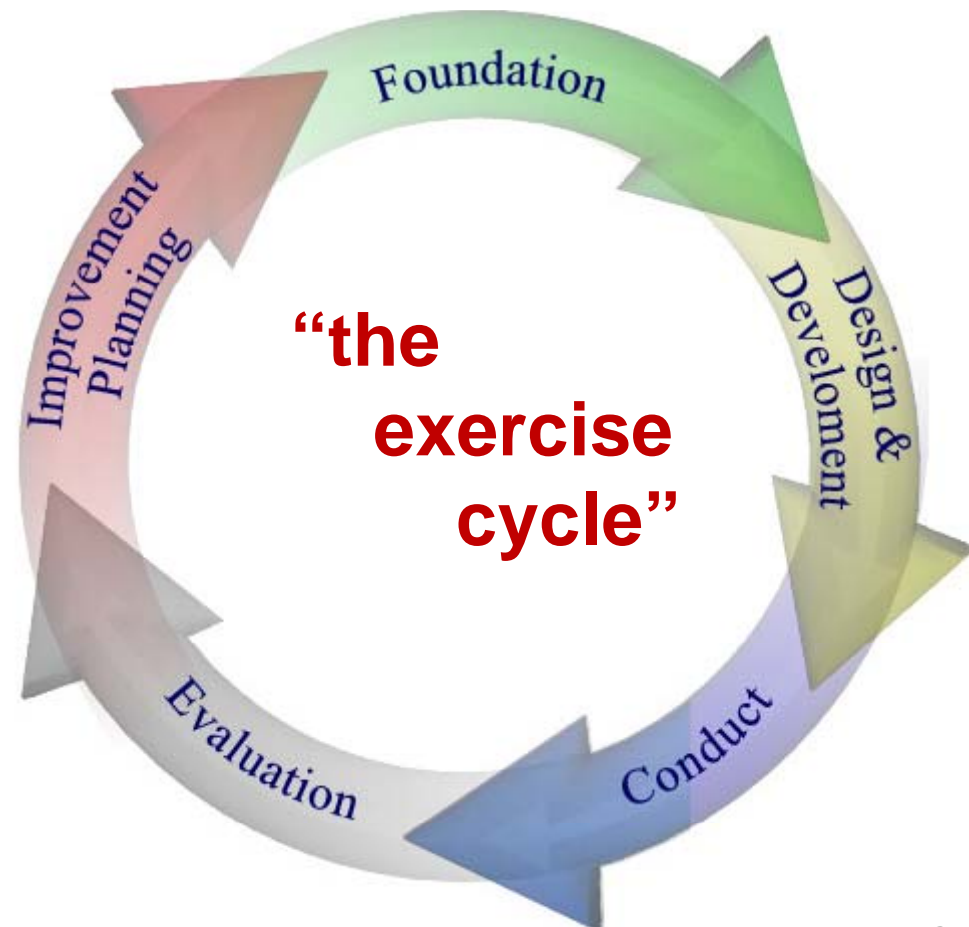 Foundation
Design &
Develoment
Conduct
Evaluation
Improvement
Planning
“the
exercise
cycle”